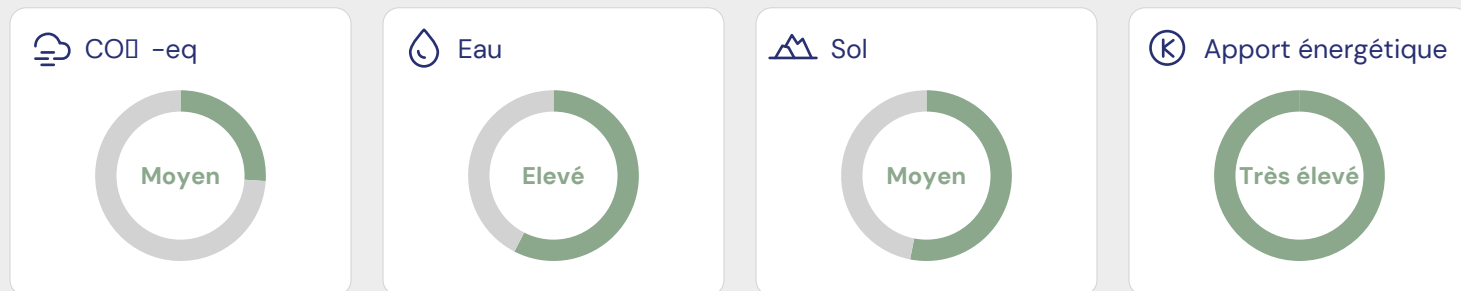 CO▯ -eq
Eau
Sol
Apport énergétique
Moyen
Elevé
Moyen
Très élevé